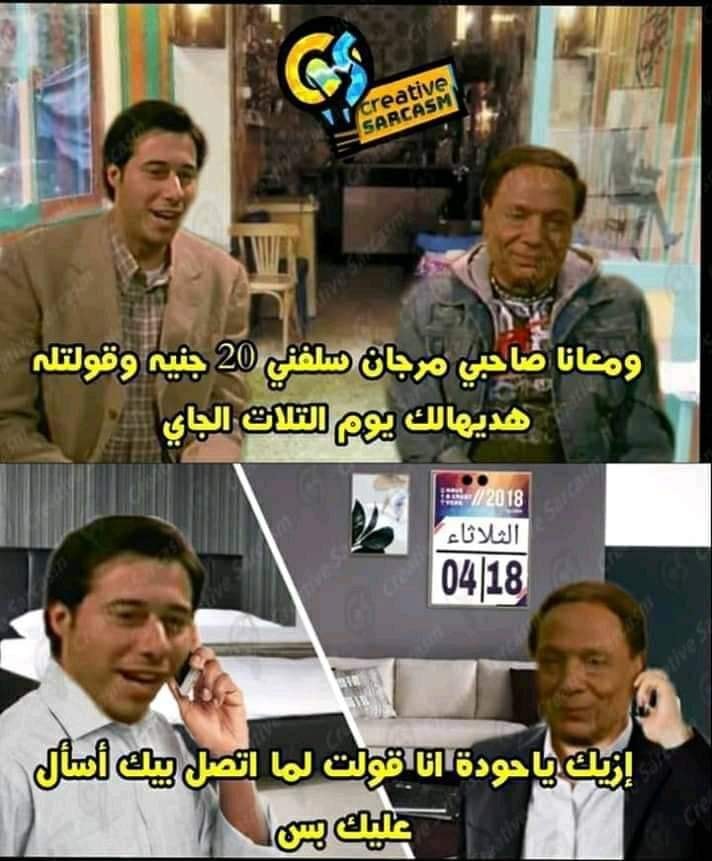 Creative
SARCASM
ومعانا صاحبي مرجان سلفني 20 جنيه وقولتله
هديهالك يوم التلات الجاي
//2018
الثلاثاء
04|18
إزيك ياحودة انا قولت لما اتصل بيك أسأل
عليك بس